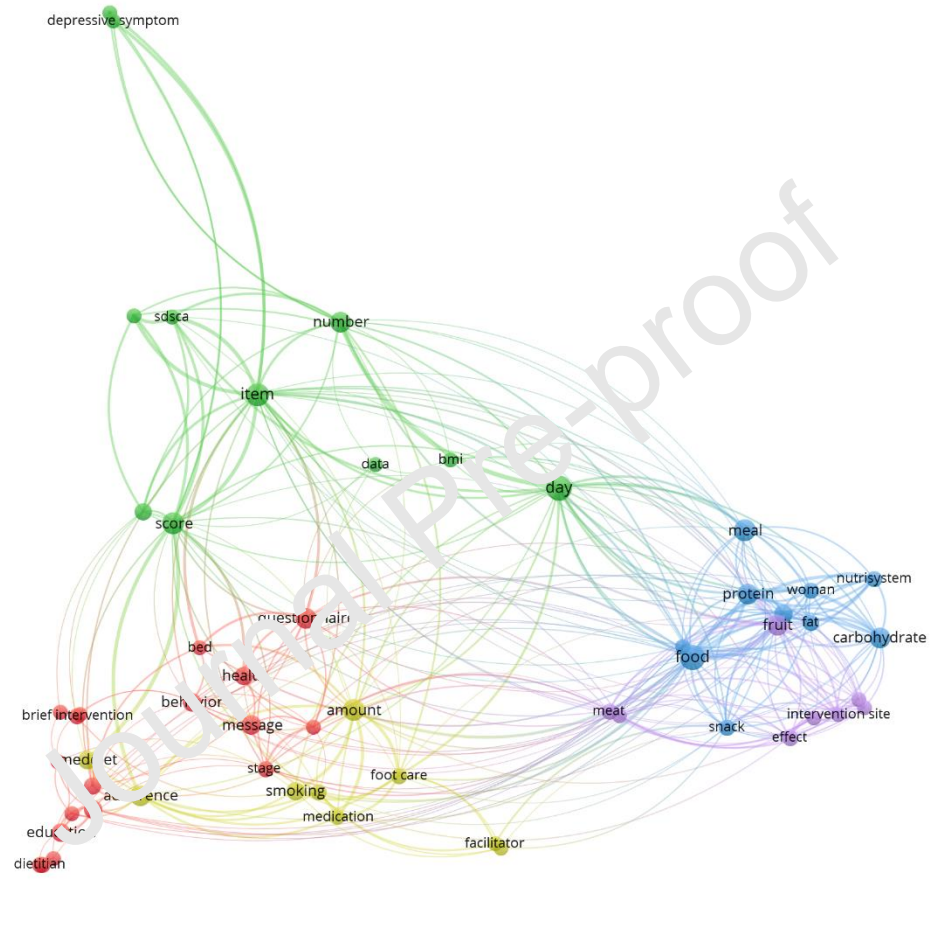 depressive symptom
sdsca
number
item
data
bmi
day
score
meal
nutrisystem
protein
woman
fruit
fat
carbohydrate
food
bed
meat
amount
brief intervention
message
intervention site
snack
effect
stage
foot care
smoking
medication
facilitator
dietitian
Journal Pre-proof